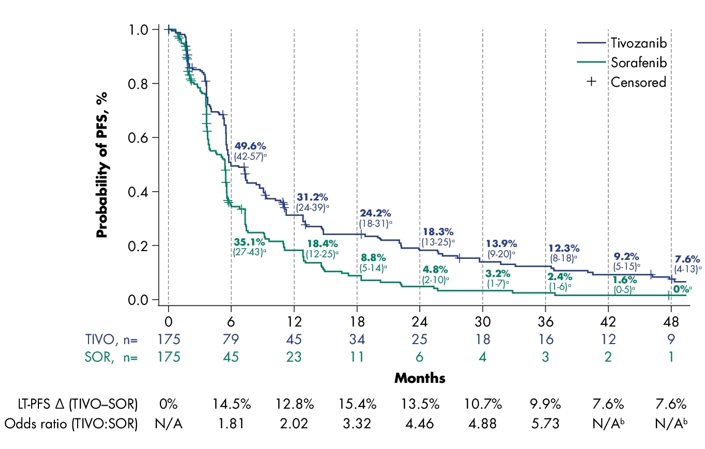 Probability of PFS, %
1.0
0.8
0.6
0.4
0.2
0.0
Tivozanib
Sorafenib
Censored
49.6%
(42-57)ᵃ
31.2%
(24-39)ᵃ
24.2%
(18-31)ᵃ
18.3%
(13-25)ᵃ
13.9%
(9-20)ᵃ
12.3%
(8-18)ᵃ
9.2%
(5-15)ᵃ
7.6%
(4-13)ᵃ
35.1%
(27-43)ᵃ
18.4%
(12-25)ᵃ
8.8%
(5-14)ᵃ
4.8%
(2-10)ᵃ
3.2%
(1-7)ᵃ
2.4%
(1-6)ᵃ
1.6%
(0-5)ᵃ
0%ᵃ
0 6 12 18 24 30 36 42 48
TIVO, n= 175 79 45 34 25 18 16 12 9
SOR, n= 175 45 23 11 6 4 3 2 1
Months
LT-PFS Δ (TIVO–SOR) 0% 14.5% 12.8% 15.4% 13.5% 10.7% 9.9% 7.6% 7.6%
Odds ratio (TIVO:SOR) N/A 1.81 2.02 3.32 4.46 4.88 5.73 N/Aᵇ N/Aᵇ